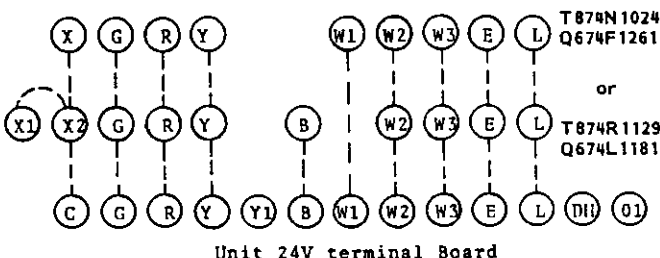 X G R Y W1 W2 W3 E L T874N1024
Q674F1261
or
X1 X2 G R Y B W2 W3 E L T874R1129
Q674L1181
C G R Y Y1 B W1 W2 W3 E L DH O1
Unit 24V terminal Board